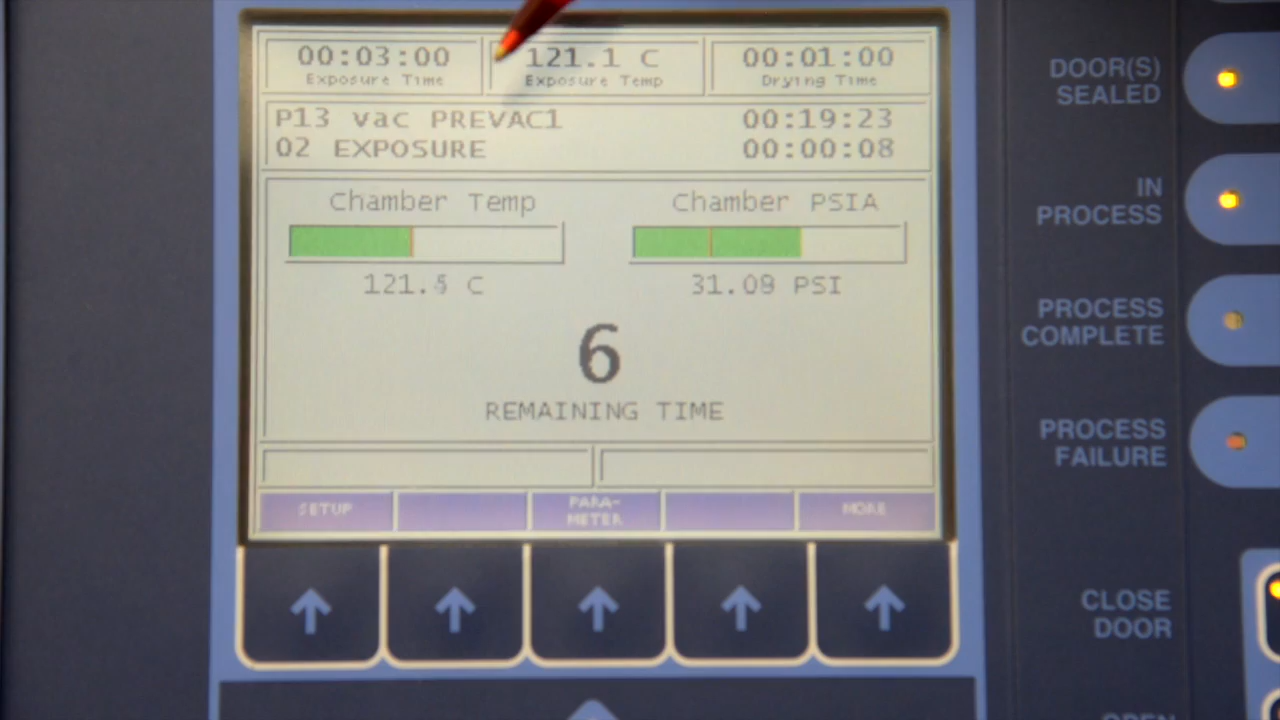 00:03:00
Exposure Time
121.1 C
Exposure Temp
00:01:00
Drying Time
P13 vac PREVAC1 00:19:23
02 EXPOSURE 00:00:08
Chamber Temp
Chamber PSIA
C
PSI
6
REMAINING TIME
SETUP
PARA-
METER
MORE
DOOR(S)
SEALED
IN
PROCESS
PROCESS
COMPLETE
PROCESS
FAILURE
CLOSE
DOOR
OPEN